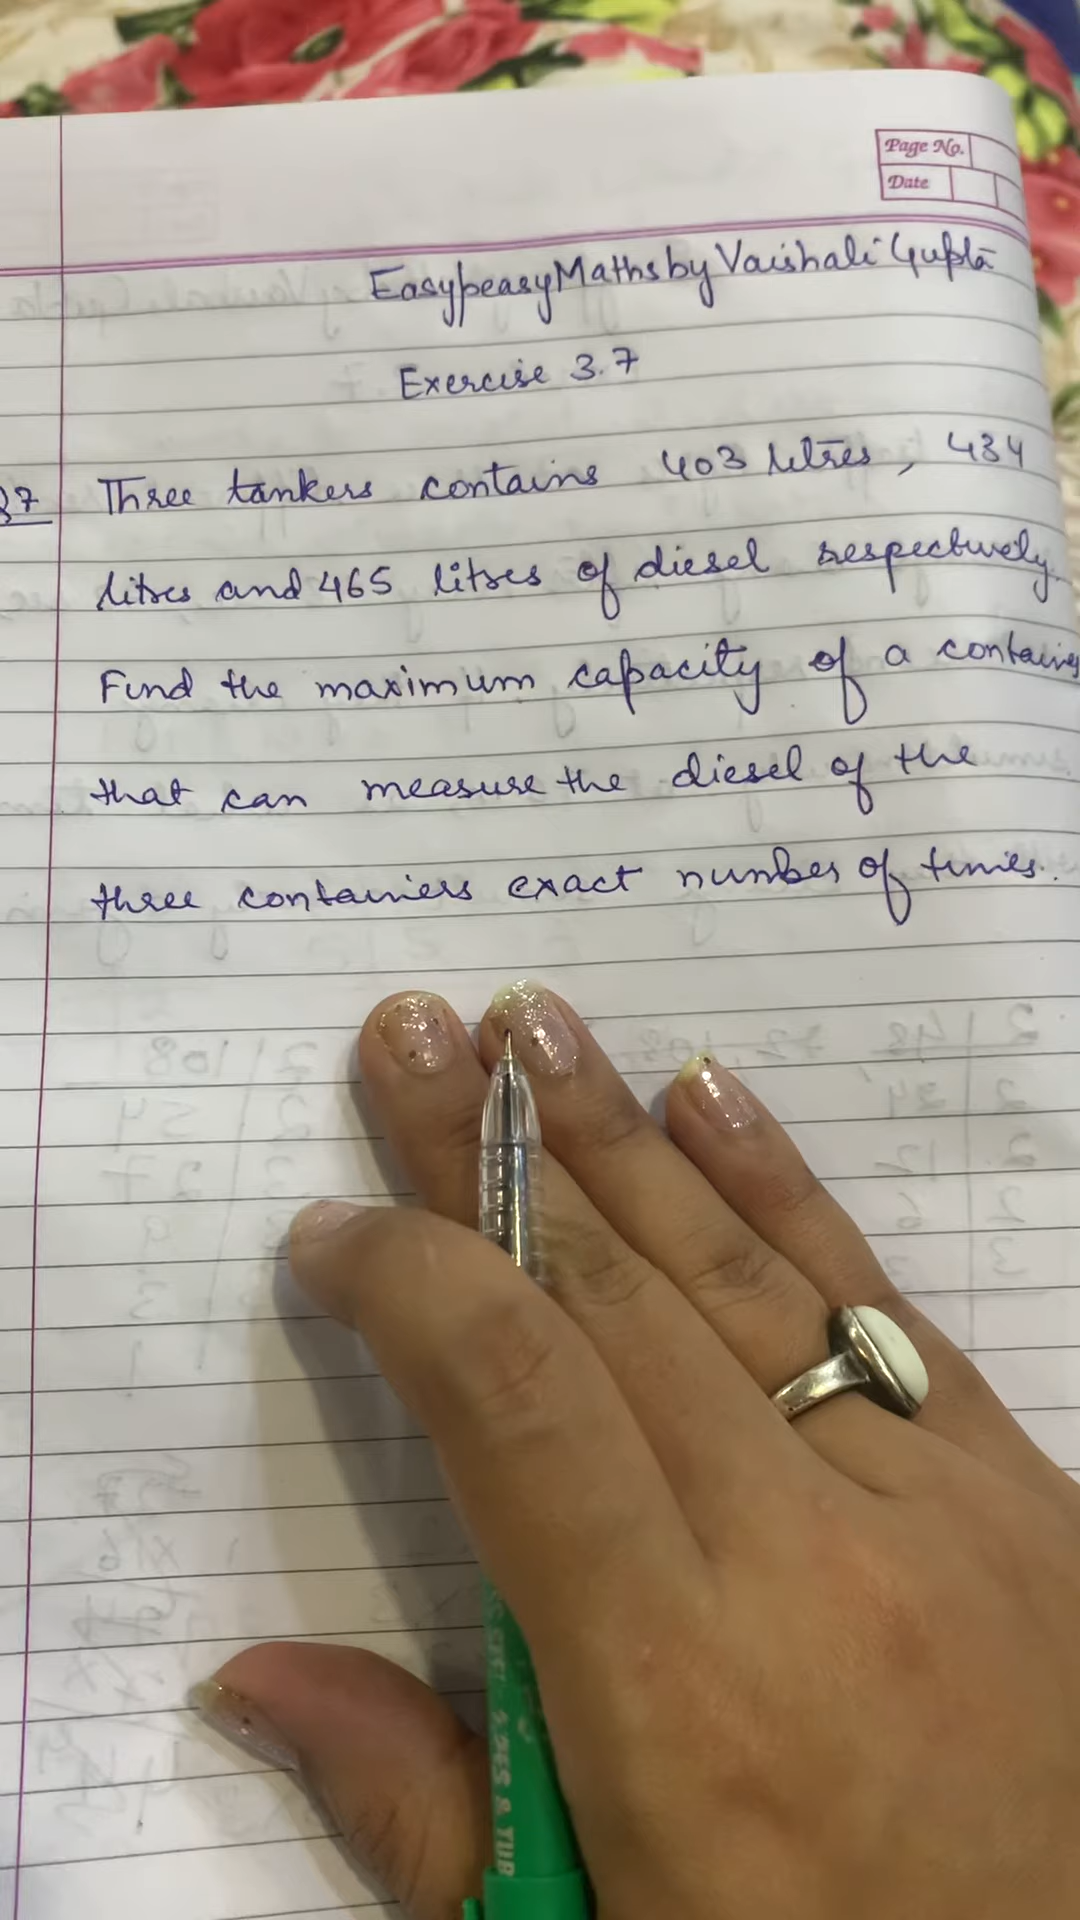 Page No.
Date
EasypeasyMathsby Vaishali Gupta
Exercise 3.7
Q7 Three tankers contains 403 litres, 434
litres and 465 litres of diesel respectively.
Find the maximum capacity of a container
that can measure the diesel of the
three containers exact number of times.